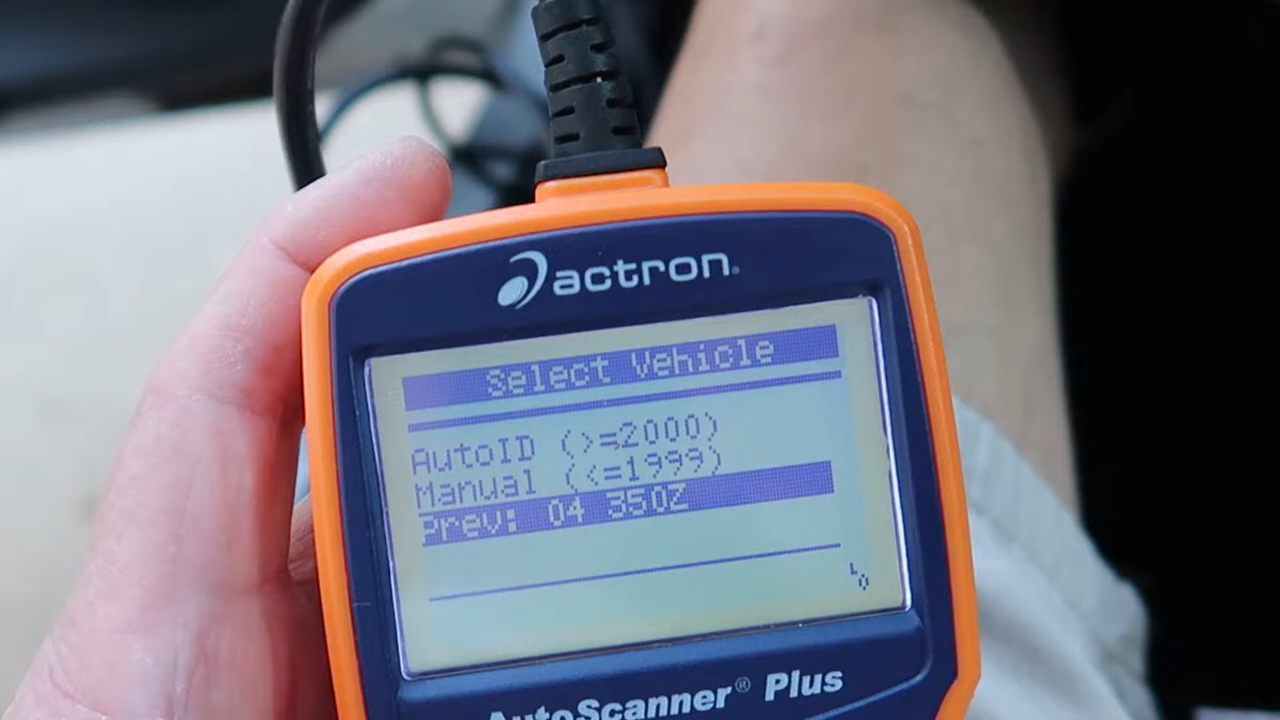 actron®
Select Vehicle
AutoID (>=2000)
Manual (<=1999)
Prev: 04 350Z
AutoScanner® Plus